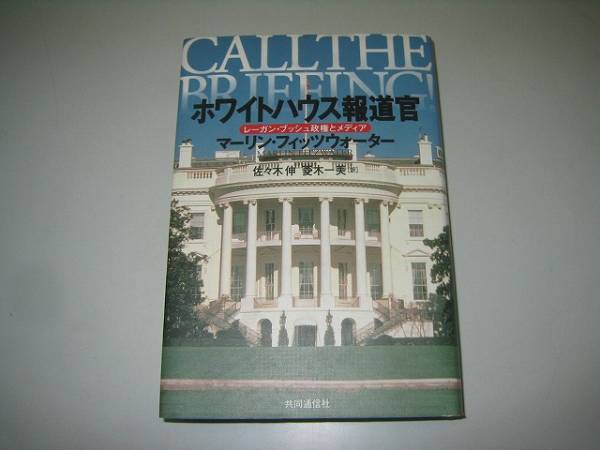 CALL THE
BRIEFING!
ホワイトハウス報道官
レーガン・ブッシュ政権とメディア
マーリン・フィッツウォーター
MARLIN FITZWATER
佐々木 伸 菱木一美[訳]
共同通信社